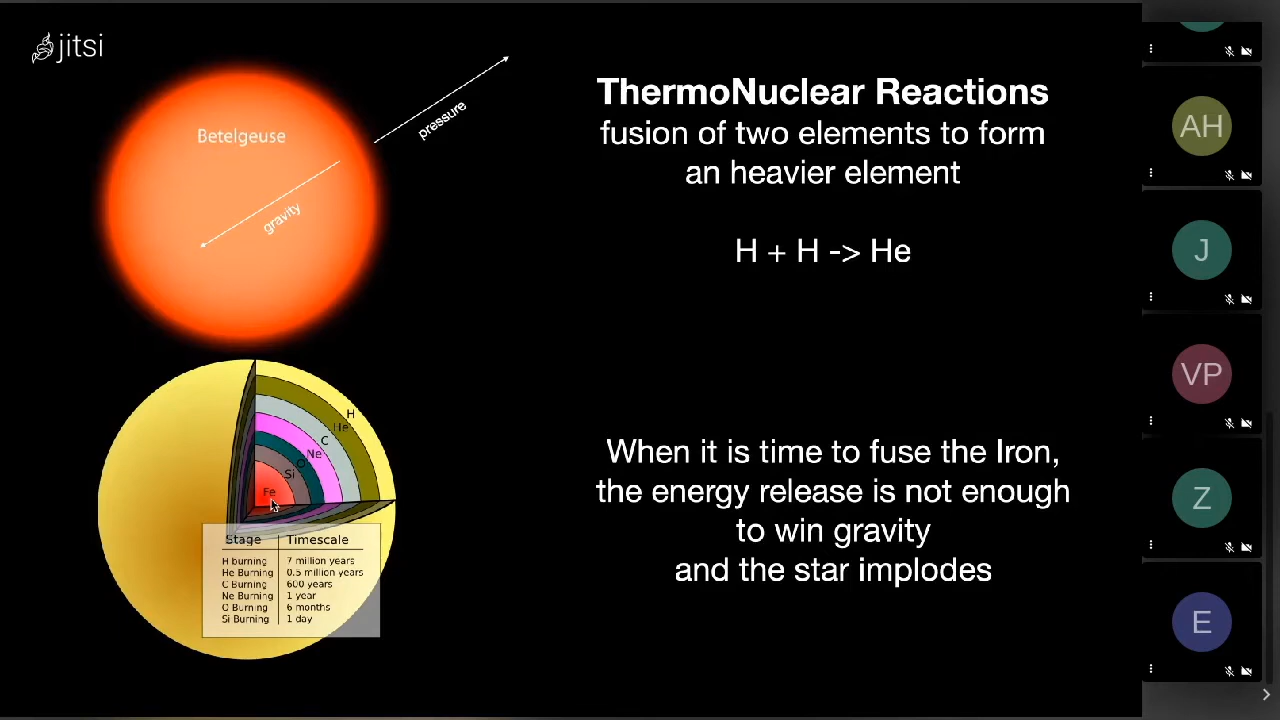 jitsi
Betelgeuse
pressure
gravity
ThermoNuclear Reactions
fusion of two elements to form
an heavier element
H + H -> He
H
He
C
Ne
O
Si
Fe
Stage Timescale
H burning 7 million years
He Burning 0.5 million years
C Burning 600 years
Ne Burning 1 year
O Burning 6 months
Si Burning 1 day
When it is time to fuse the Iron,
the energy release is not enough
to win gravity
and the star implodes
AH
J
VP
Z
E